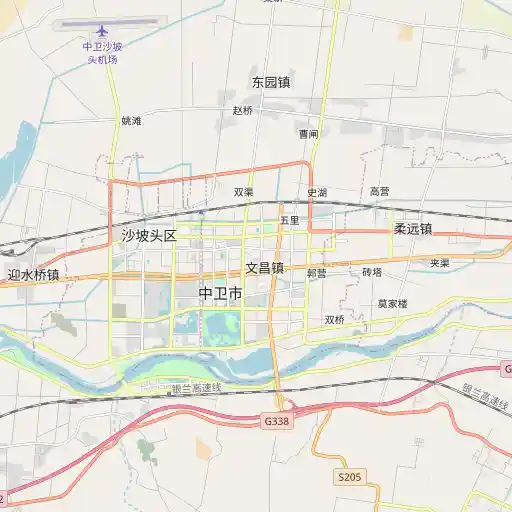 中卫沙坡
头机场
东园镇
赵桥
姚滩
曹闸
双渠
史湖
高营
五里
沙坡头区
柔远镇
夹渠
迎水桥镇
文昌镇
郭营
砖塔
中卫市
莫家楼
双桥
银兰高速线
银兰高速线
G338
S205